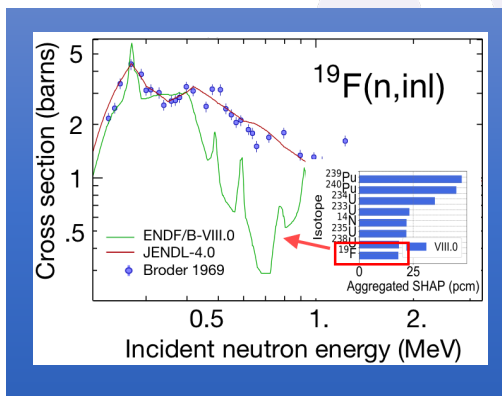 5
2
1
.5
Cross section (barns)
¹⁹F(n,inl)
ENDF/B-VIII.0
JENDL-4.0
Broder 1969
0.5
1.
2.
Incident neutron energy (MeV)
Isotope
²³⁹Pu
²⁴⁰Pu
²³⁴U
²³³U
¹⁴N
²³⁵U
²³⁸U
¹⁹F
VIII.0
0
25
Aggregated SHAP (pcm)